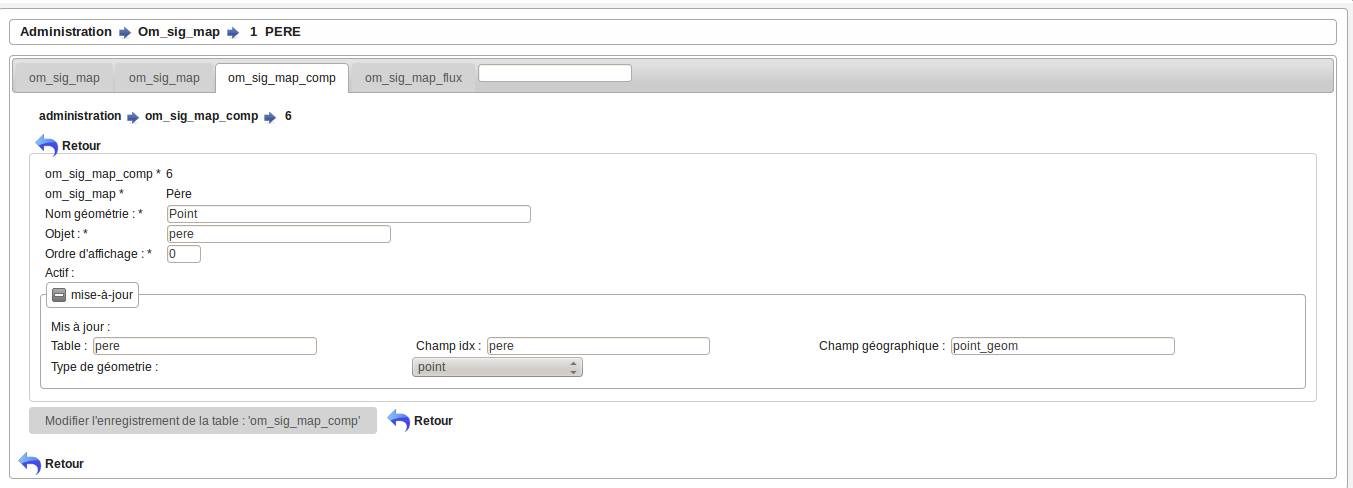 Administration Om_sig_map 1 PERE
om_sig_map om_sig_map om_sig_map_comp om_sig_map_flux
administration om_sig_map_comp 6
Retour
om_sig_map_comp * 6
om_sig_map * Père
Nom géométrie : * Point
Objet : * pere
Ordre d'affichage : * 0
Actif :
mise-à-jour
Mis à jour :
Table : pere Champ idx : pere Champ géographique : point_geom
Type de géometrie : point
Modifier l'enregistrement de la table : 'om_sig_map_comp' Retour
Retour